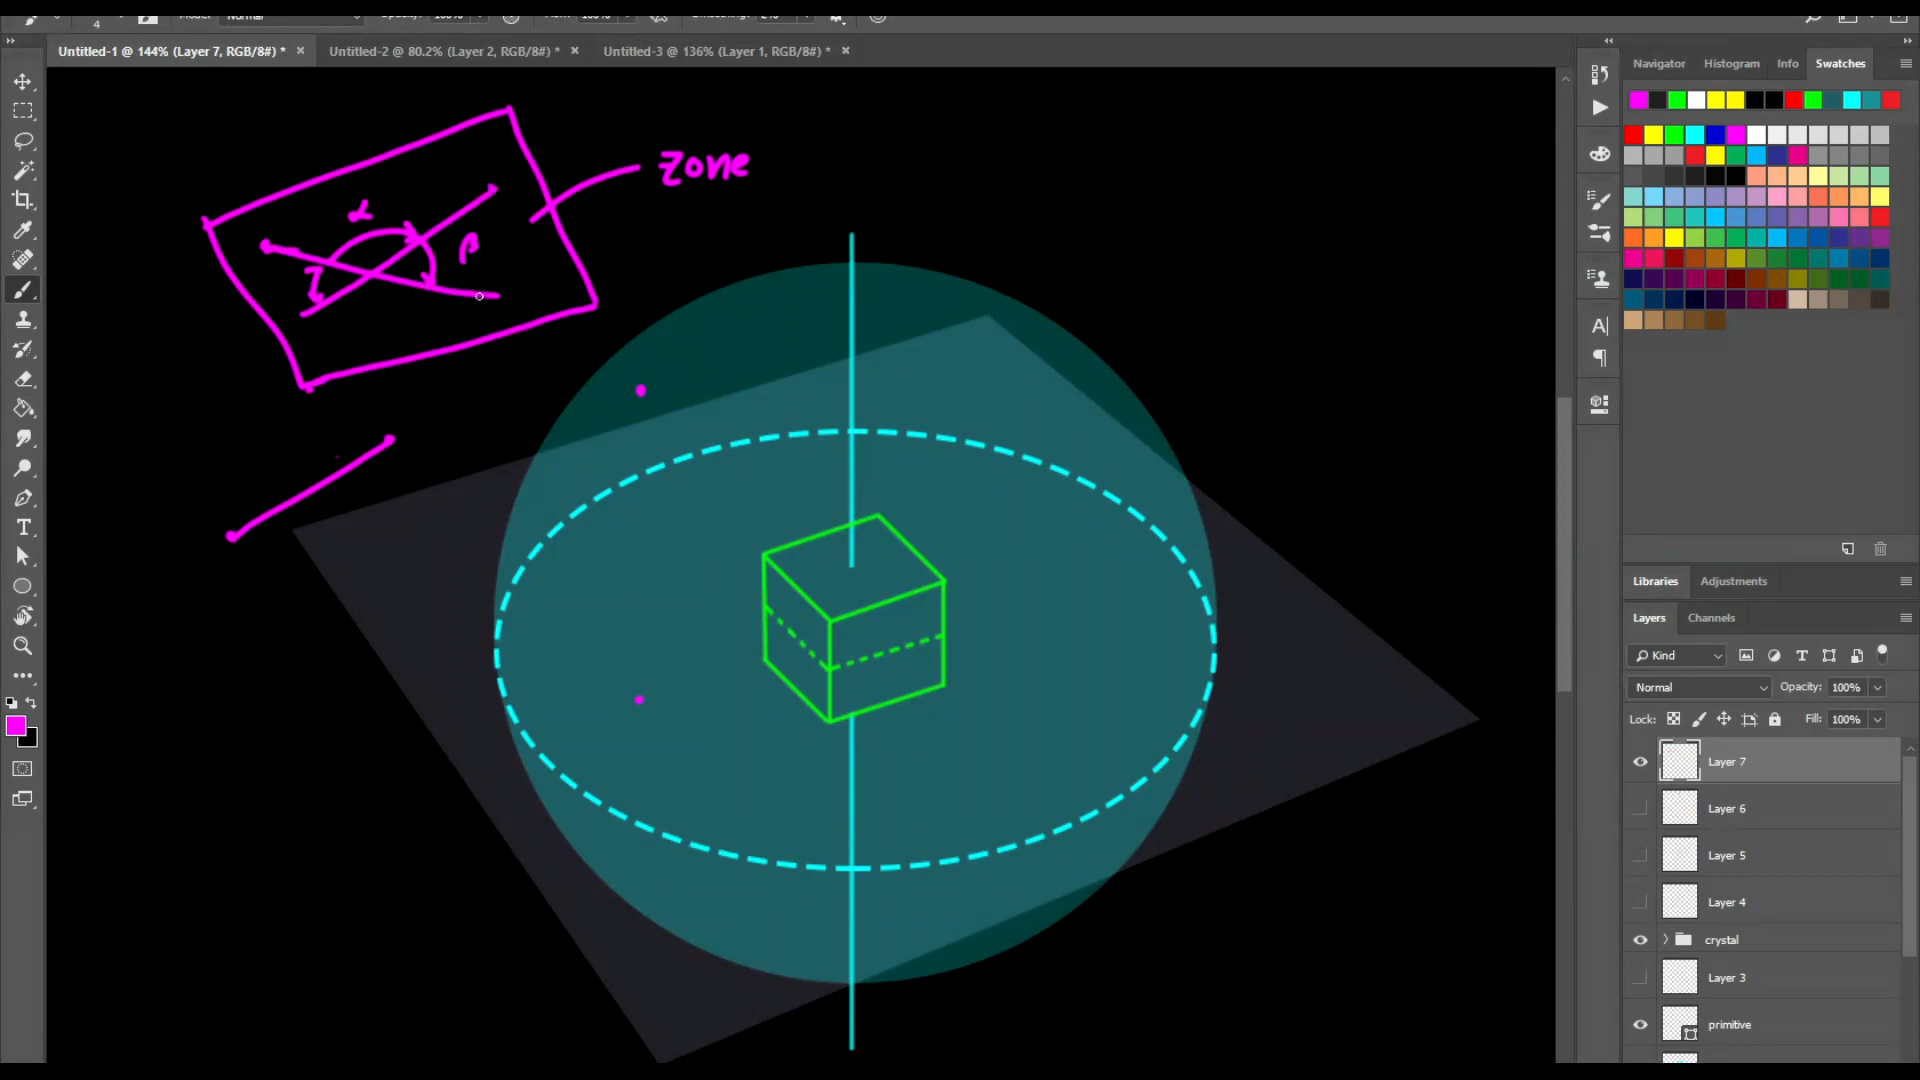 4
Untitled-1 @ 144% (Layer 7, RGB/8#) *
Untitled-2 @ 80.2% (Layer 2, RGB/8#) *
Untitled-3 @ 136% (Layer 1, RGB/8#) *
Navigator
Histogram
Info
Swatches
zone
α
β
Libraries
Adjustments
Layers
Channels
Kind
Normal
Opacity: 100%
Lock:
Fill: 100%
Layer 7
Layer 6
Layer 5
Layer 4
crystal
Layer 3
primitive